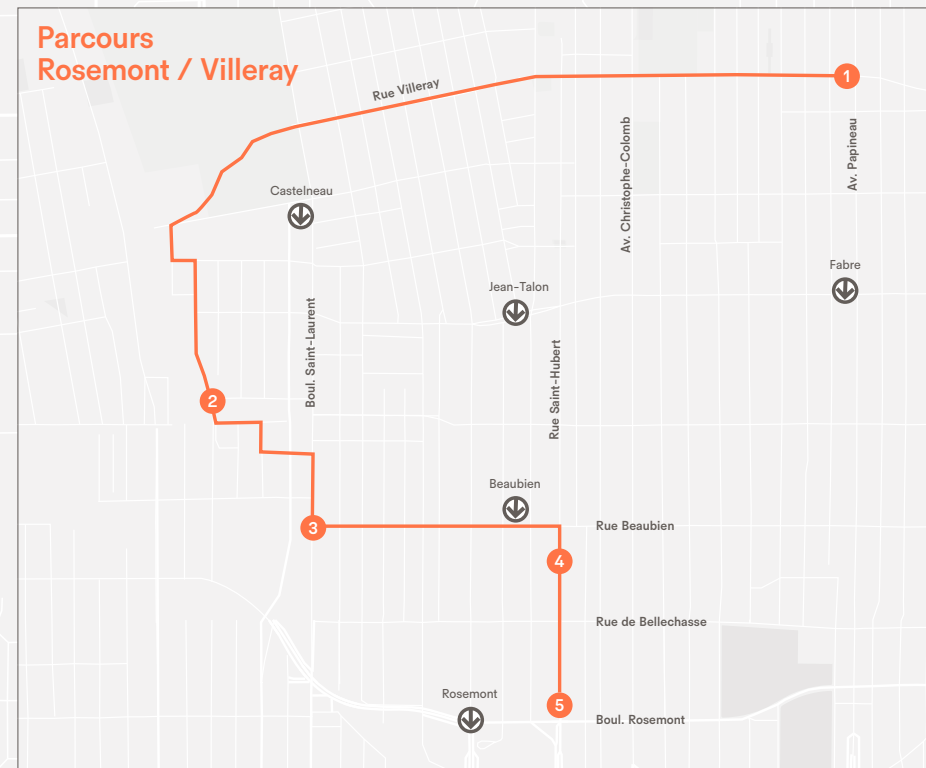 Parcours
Rosemont / Villeray
1
Rue Villeray
Av. Papineau
Av. Christophe-Colomb
Castelneau
Fabre
Jean-Talon
Boul. Saint-Laurent
Rue Saint-Hubert
2
Beaubien
3
Rue Beaubien
4
Rue de Bellechasse
Rosemont
5
Boul. Rosemont